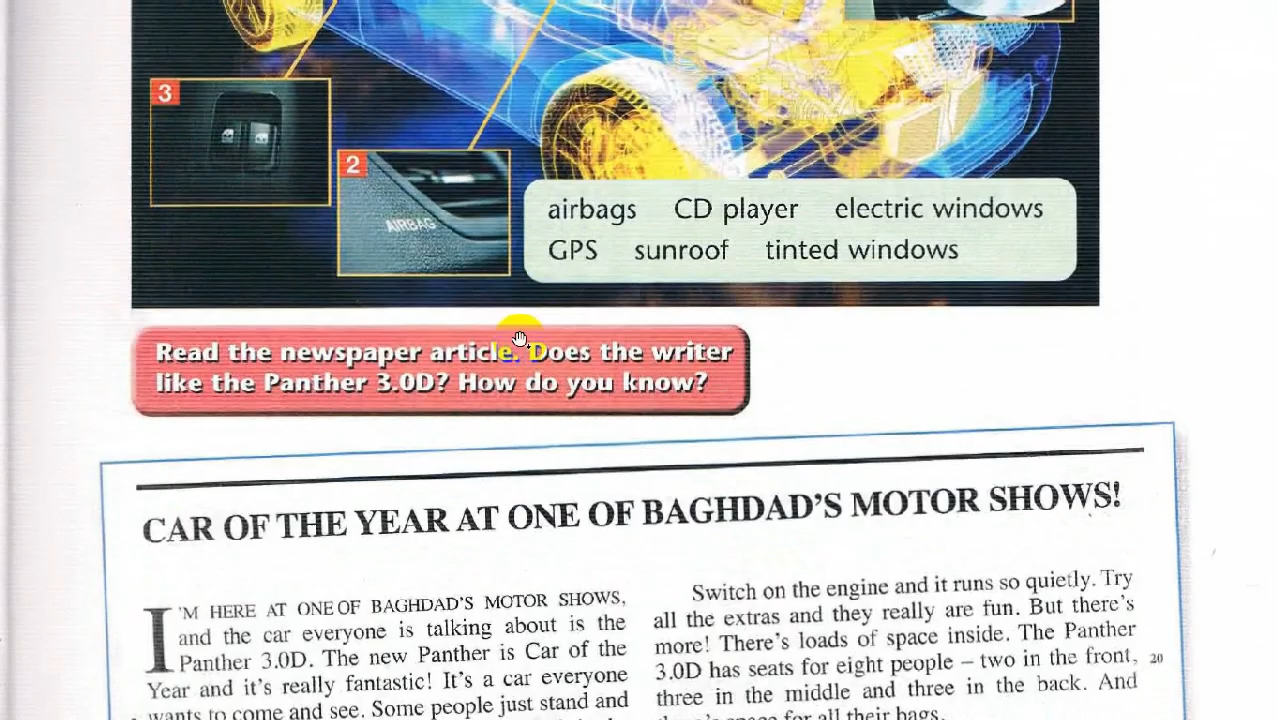 3
2
AIRBAG
airbags CD player electric windows
GPS sunroof tinted windows
Read the newspaper article. Does the writer
like the Panther 3.0D? How do you know?
CAR OF THE YEAR AT ONE OF BAGHDAD'S MOTOR SHOWS!
I'M HERE AT ONE OF BAGHDAD'S MOTOR SHOWS,
and the car everyone is talking about is the
Panther 3.0D. The new Panther is Car of the
Year and it's really fantastic! It's a car everyone
wants to come and see. Some people just stand and
Switch on the engine and it runs so quietly. Try
all the extras and they really are fun. But there's
more! There's loads of space inside. The Panther
3.0D has seats for eight people – two in the front, 20
three in the middle and three in the back. And
there's space for all their bags.